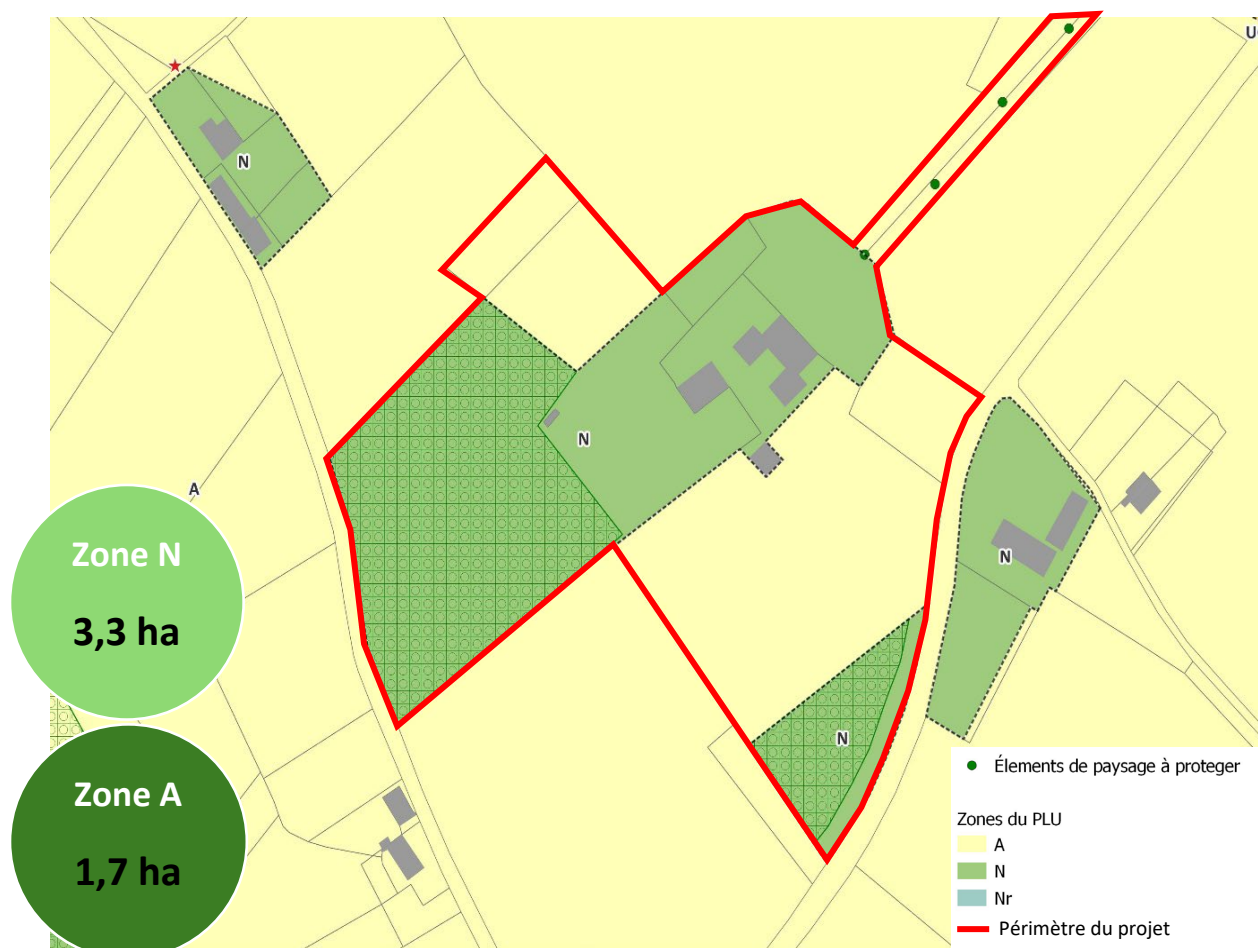 U
N
N
A
Zone N
3,3 ha
N
N
Zone A
1,7 ha
Élements de paysage à proteger
Zones du PLU
A
N
Nr
Périmètre du projet